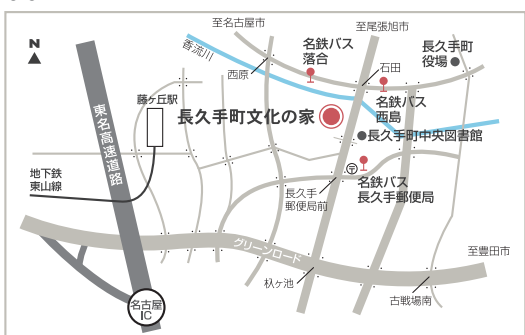 至名古屋市
至尾張旭市
N
香流川
名鉄バス
落合
長久手町
役場
西原
石田
藤ヶ丘駅
長久手町文化の家
名鉄バス
西島
長久手町中央図書館
東名高速道路
地下鉄
東山線
名鉄バス
長久手郵便局
長久手
郵便局前
グリーンロード
至豊田市
杁ヶ池
古戦場南
名古屋
IC